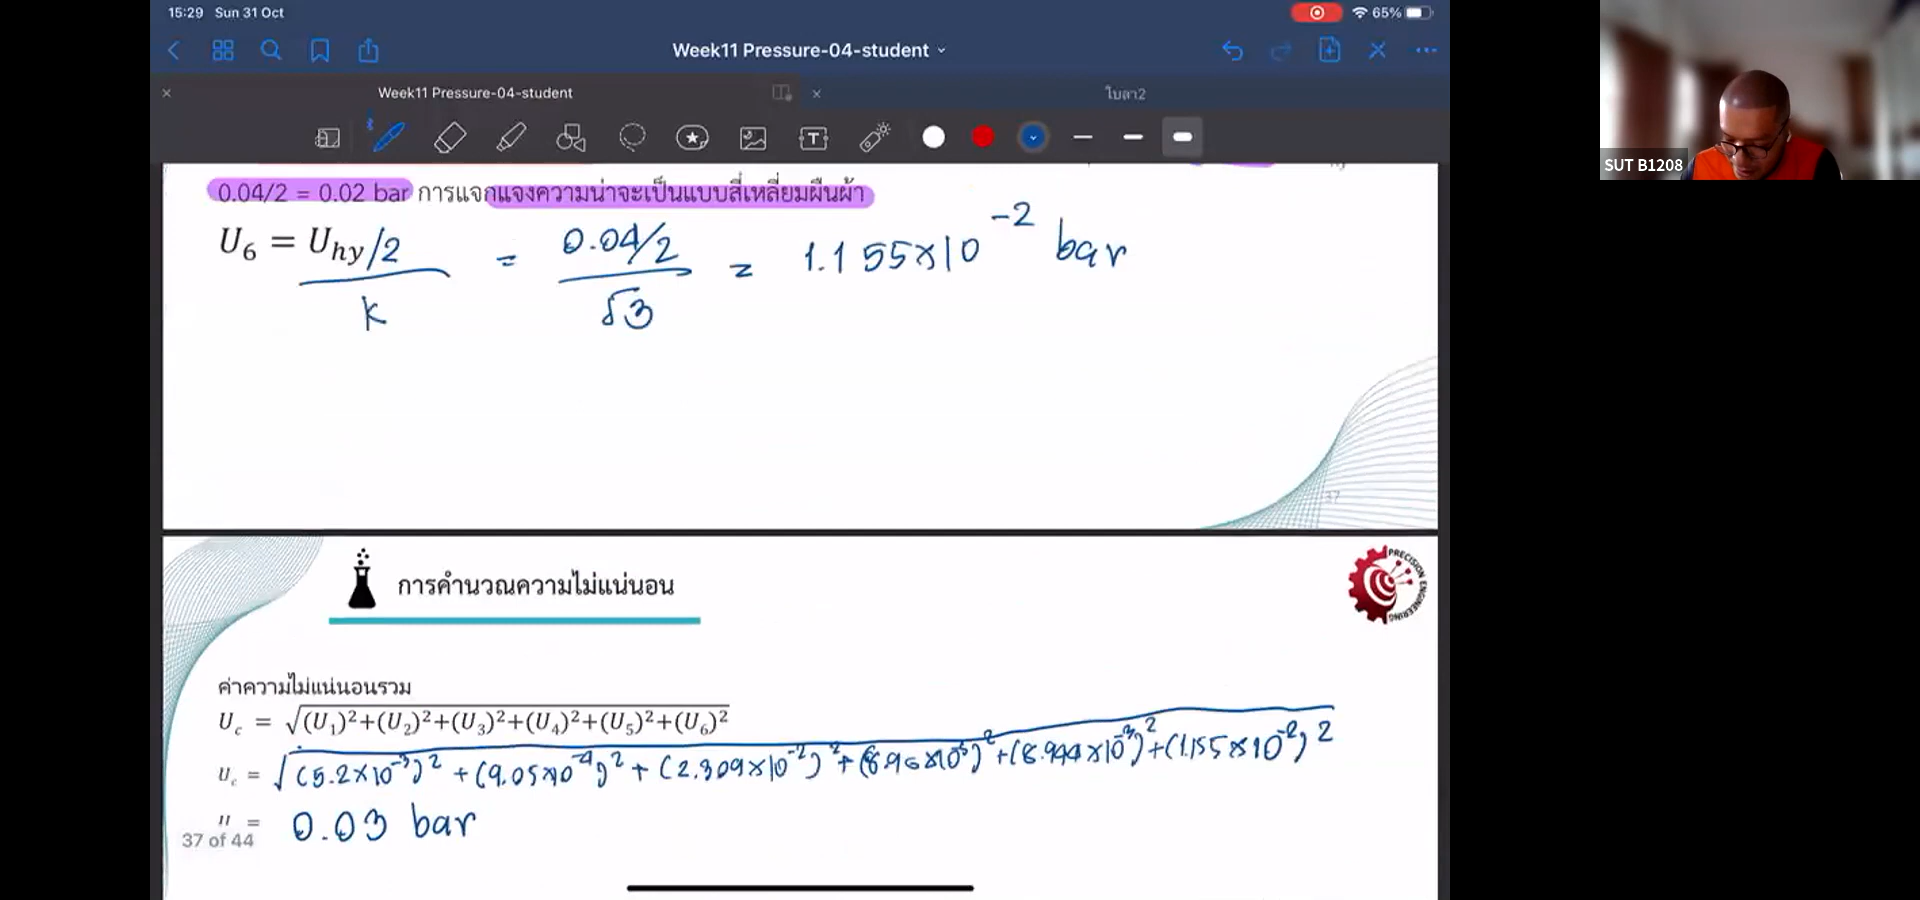 15:29 Sun 31 Oct
65%
Week11 Pressure-04-student
Week11 Pressure-04-student
ใบลา2
SUT B1208
0.04/2 = 0.02 bar การแจกแจงความน่าจะเป็นแบบสี่เหลี่ยมผืนผ้า
U₆ = U_hy/2 / k = 0.04/2 / √3 = 1.155×10⁻² bar
37
การคำนวณความไม่แน่นอน
PRECISION ENGINEERING
ค่าความไม่แน่นอนรวม
U_c = √(U₁)²+(U₂)²+(U₃)²+(U₄)²+(U₅)²+(U₆)²
U_c = √(5.2×10⁻³)² + (9.05×10⁻⁴)² + (2.309×10⁻²)² + (8.96×10⁻³)² + (8.944×10⁻³)² + (1.155×10⁻²)²
= 0.03 bar
37 of 44